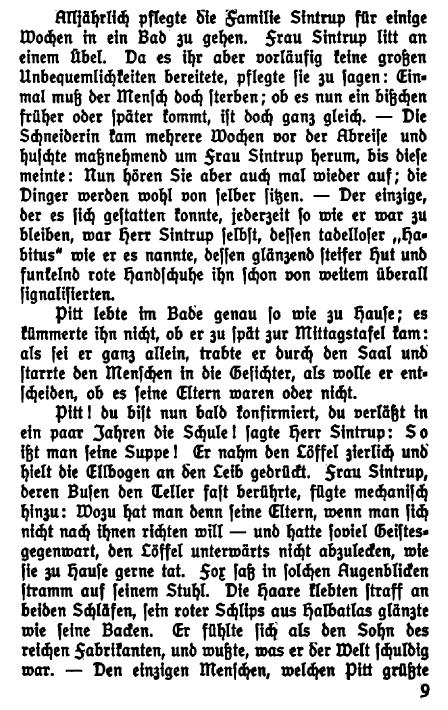 Alljährlich pflegte die Familie Sintrup für einige
Wochen in ein Bad zu gehen. Frau Sintrup litt an
einem Übel. Da es ihr aber vorläufig keine großen
Unbequemlichkeiten bereitete, pflegte sie zu sagen: Ein-
mal muß der Mensch doch sterben; ob es nun ein bißchen
früher oder später kommt, ist doch ganz gleich. — Die
Schneiderin kam mehrere Wochen vor der Abreise und
huschte maßnehmend um Frau Sintrup herum, bis diese
meinte: Nun hören Sie aber auch mal wieder auf; die
Dinger werden wohl von selber sitzen. — Der einzige,
der es sich gestatten konnte, jederzeit so wie er war zu
bleiben, war Herr Sintrup selbst, dessen tadelloser „Ha-
bitus“ wie er es nannte, dessen glänzend steifer Hut und
funkelnd rote Handschuhe ihn schon von weitem überall
signalisierten.
Pitt lebte im Bade genau so wie zu Hause; es
kümmerte ihn nicht, ob er zu spät zur Mittagstafel kam:
als sei er ganz allein, trabte er durch den Saal und
starrte den Menschen in die Gesichter, als wolle er ent-
scheiden, ob es seine Eltern waren oder nicht.
Pitt! du bist nun bald konfirmiert, du verläßt in
ein paar Jahren die Schule! sagte Herr Sintrup: So
ißt man seine Suppe! Er nahm den Löffel zierlich und
hielt die Ellbogen an den Leib gedrückt. Frau Sintrup,
deren Busen den Teller fast berührte, fügte mechanisch
hinzu: Wozu hat man denn seine Eltern, wenn man sich
nicht nach ihnen richten will — und hatte soviel Geistes-
gegenwart, den Löffel unterwärts nicht abzulecken, wie
sie zu Hause gerne tat. Fox saß in solchen Augenblicken
stramm auf seinem Stuhl. Die Haare klebten straff an
beiden Schläfen, sein roter Schlips aus Halbatlas glänzte
wie seine Backen. Er fühlte sich als den Sohn des
reichen Fabrikanten, und wußte, was er der Welt schuldig
war. — Den einzigen Menschen, welchen Pitt grüßte
9